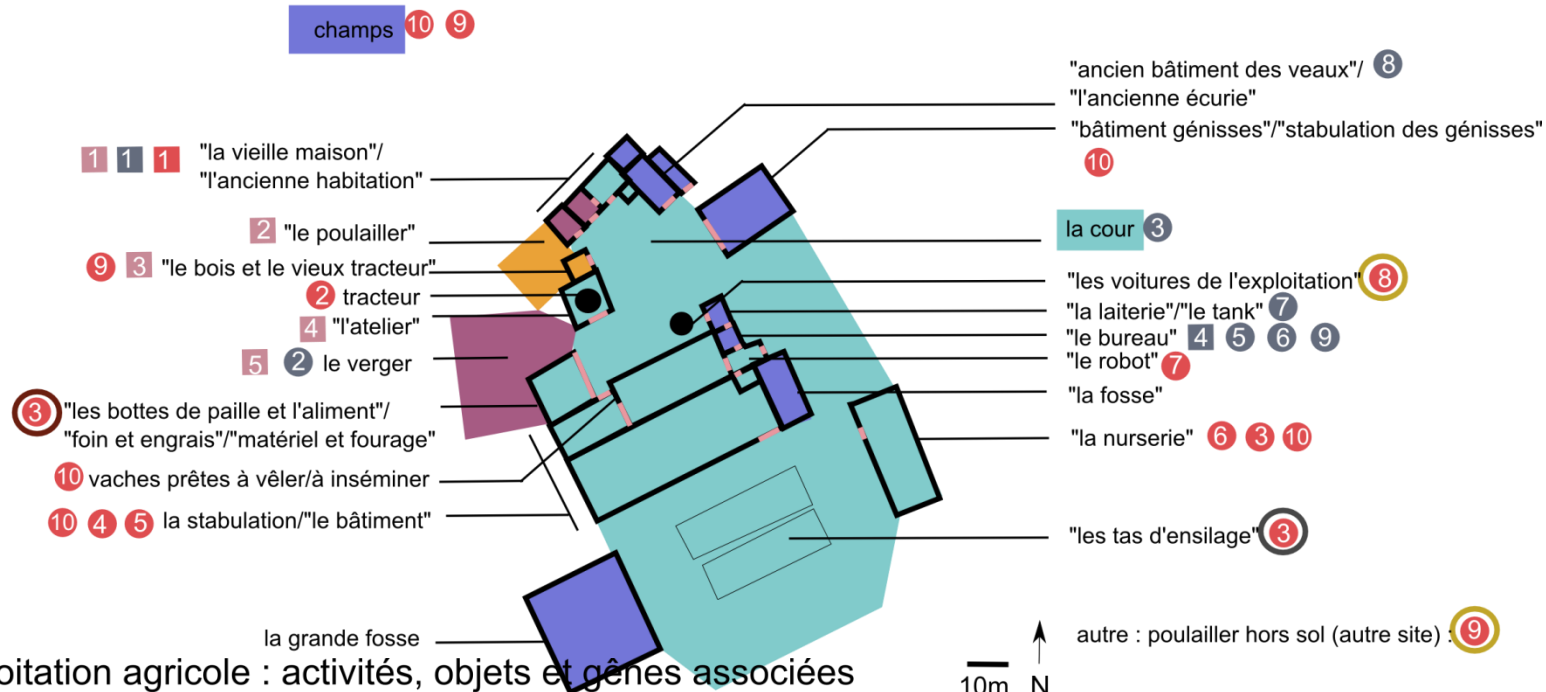 champs 10 9
1 1 1 "la vieille maison"/
"l'ancienne habitation"
2 "le poulailler"
9 3 "le bois et le vieux tracteur"
2 tracteur
4 "l'atelier"
5 2 le verger
3 "les bottes de paille et l'aliment"/
"foin et engrais"/"matériel et fourage"
10 vaches prêtes à vêler/à inséminer
10 4 5 la stabulation/"le bâtiment"
la grande fosse
"ancien bâtiment des veaux"/ 8
"l'ancienne écurie"
"bâtiment génisses"/"stabulation des génisses"
10
la cour 3
"les voitures de l'exploitation" 8
"la laiterie"/"le tank" 7
"le bureau" 4 5 6 9
"le robot" 7
"la fosse"
"la nurserie" 6 3 10
"les tas d'ensilage" 3
autre : poulailler hors sol (autre site) : 9
oitation agricole : activités, objets et gênes associées
10m N